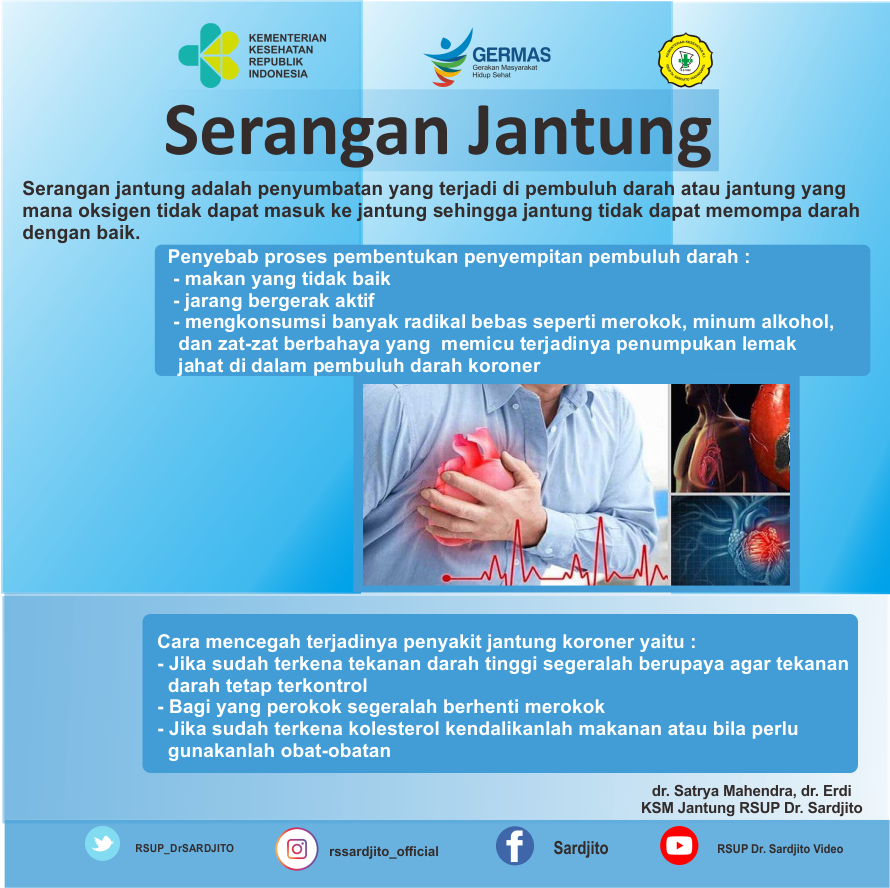 KEMENTERIAN
KESEHATAN
REPUBLIK
INDONESIA
GERMAS
Gerakan Masyarakat
Hidup Sehat
Serangan Jantung
Serangan jantung adalah penyumbatan yang terjadi di pembuluh darah atau jantung yang
mana oksigen tidak dapat masuk ke jantung sehingga jantung tidak dapat memompa darah
dengan baik.
Penyebab proses pembentukan penyempitan pembuluh darah :
- makan yang tidak baik
- jarang bergerak aktif
- mengkonsumsi banyak radikal bebas seperti merokok, minum alkohol,
dan zat-zat berbahaya yang memicu terjadinya penumpukan lemak
jahat di dalam pembuluh darah koroner
Cara mencegah terjadinya penyakit jantung koroner yaitu :
- Jika sudah terkena tekanan darah tinggi segeralah berupaya agar tekanan
darah tetap terkontrol
- Bagi yang perokok segeralah berhenti merokok
- Jika sudah terkena kolesterol kendalikanlah makanan atau bila perlu
gunakanlah obat-obatan
dr. Satrya Mahendra, dr. Erdi
KSM Jantung RSUP Dr. Sardjito
RSUP_DrSARDJITO
rssardjito_official
Sardjito
RSUP Dr. Sardjito Video